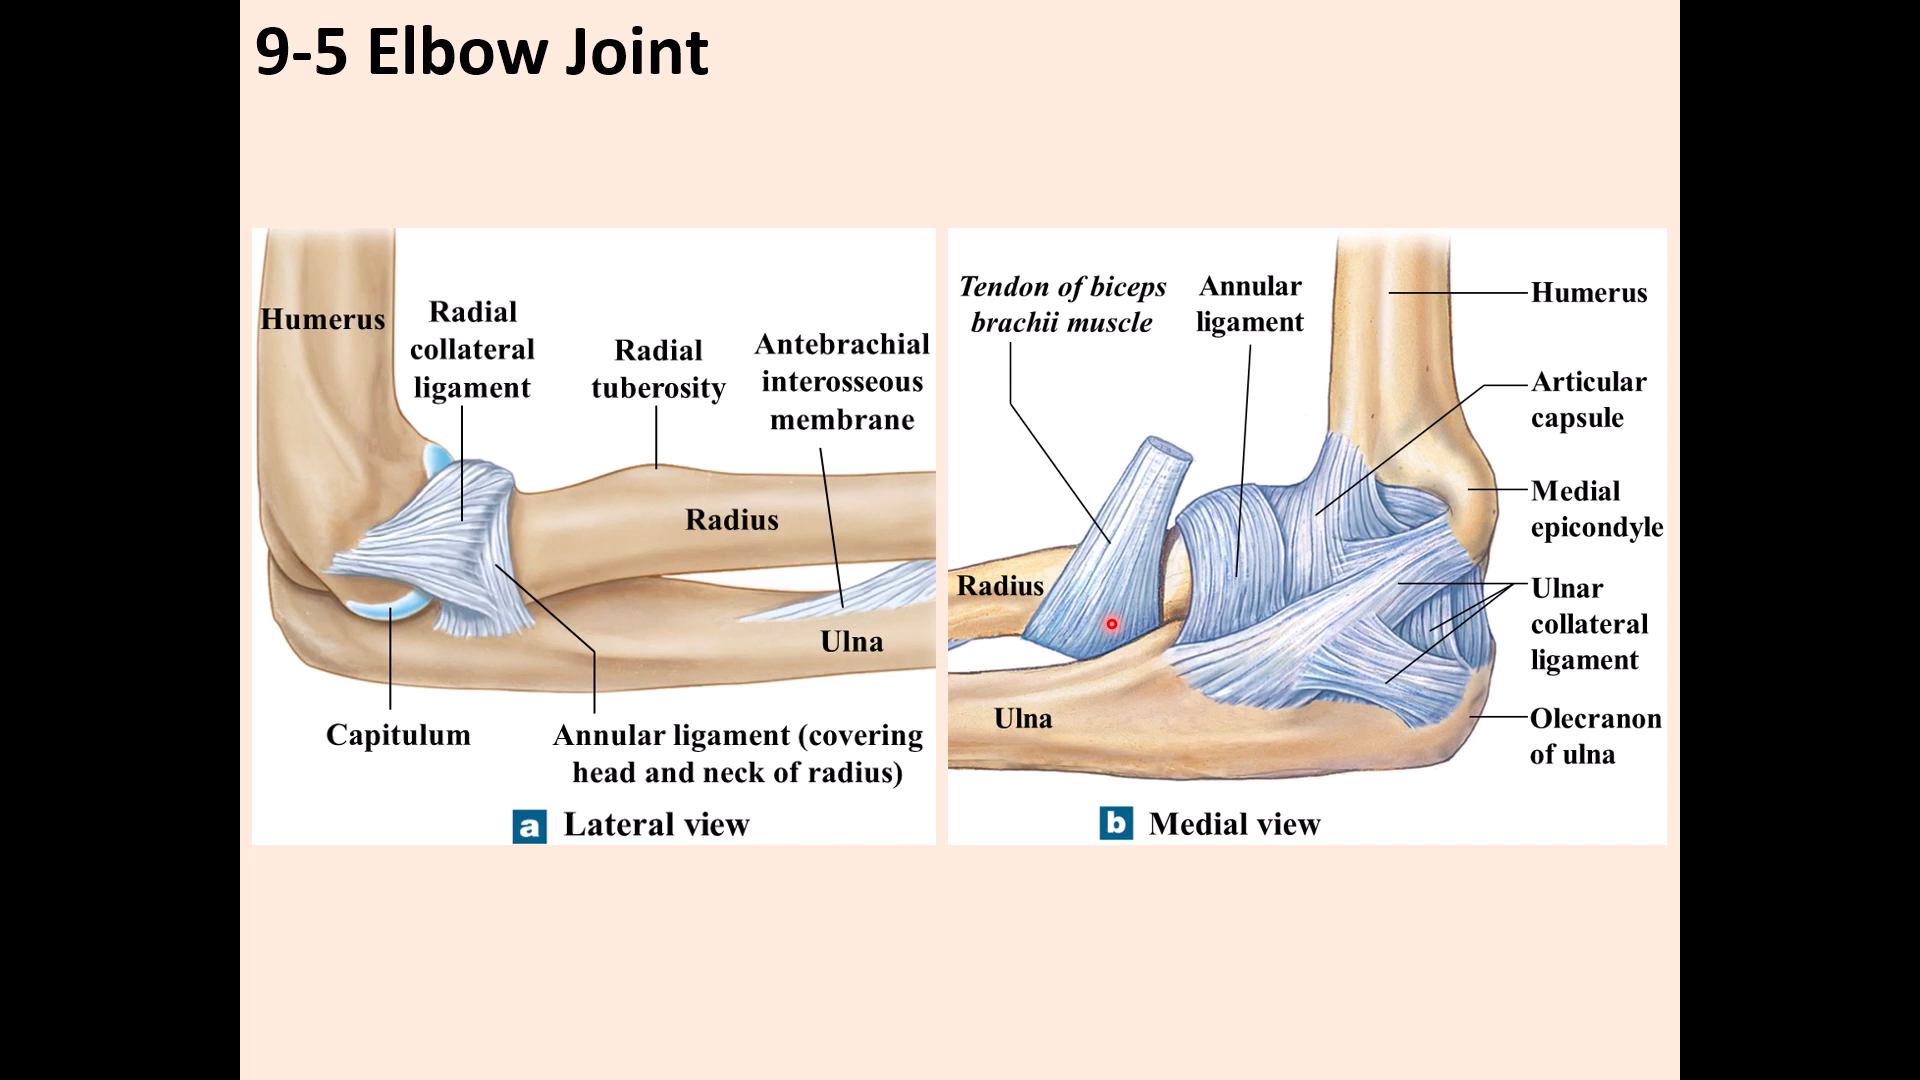 9-5 Elbow Joint
Humerus
Radial
collateral
ligament
Radial
tuberosity
Antebrachial
interosseous
membrane
Radius
Ulna
Capitulum
Annular ligament (covering
head and neck of radius)
a Lateral view
Tendon of biceps
brachii muscle
Annular
ligament
Humerus
Articular
capsule
Medial
epicondyle
Radius
Ulnar
collateral
ligament
Ulna
Olecranon
of ulna
b Medial view